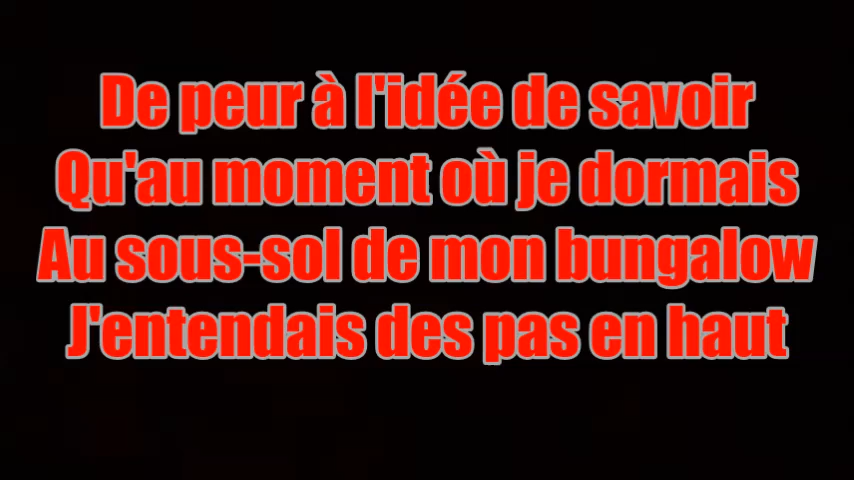 De peur à l'idée de savoir
Qu'au moment où je dormais
Au sous-sol de mon bungalow
J'entendais des pas en haut